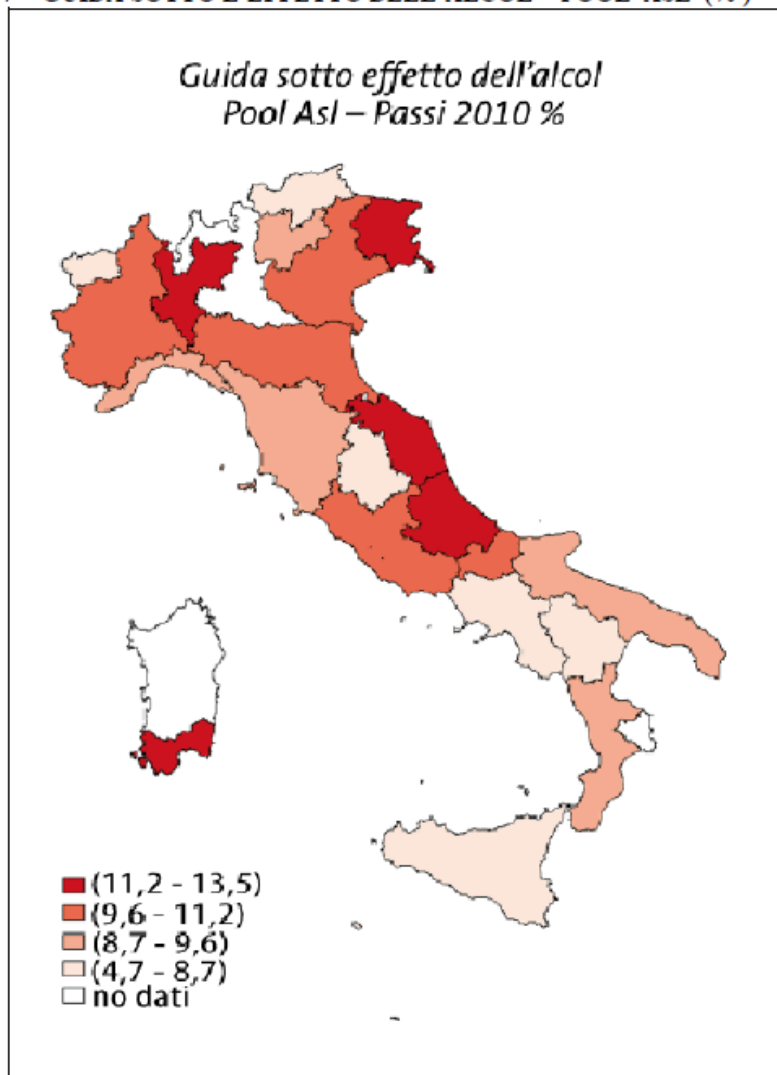 Guida sotto effetto dell'alcol
Pool Asl – Passi 2010 %
(11,2 - 13,5)
(9,6 - 11,2)
(8,7 - 9,6)
(4,7 - 8,7)
no dati